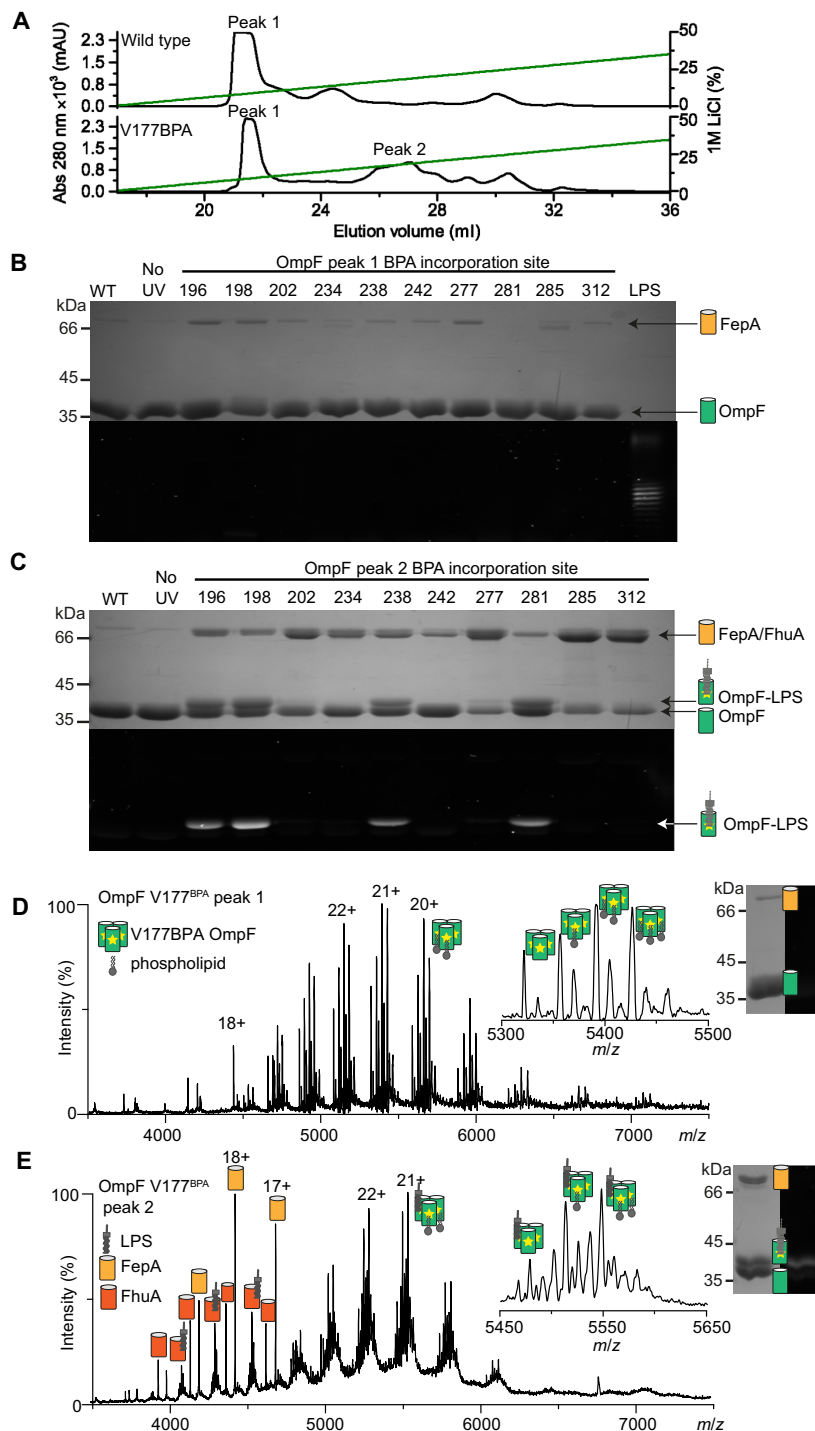 A
Peak 1
Wild type
2.3
1.5
0.8
0.0
50
25
0
V177BPA
Peak 1
Peak 2
2.3
1.5
0.8
0.0
50
25
0
Abs 280 nm ×10³ (mAU)
1M LiCl (%)
20 24 28 32 36
Elution volume (ml)
B
OmpF peak 1 BPA incorporation site
WT No UV 196 198 202 234 238 242 277 281 285 312 LPS
kDa
66
45
35
FepA
OmpF
C
OmpF peak 2 BPA incorporation site
WT No UV 196 198 202 234 238 242 277 281 285 312
kDa
66
45
35
FepA/FhuA
OmpF-LPS
OmpF
OmpF-LPS
D
OmpF V177ᴮᴾᴬ peak 1
V177BPA OmpF
phospholipid
100
0
Intensity (%)
18+ 22+ 21+ 20+
4000 5000 6000 7000 m/z
5300 5400 5500
m/z
kDa
66
45
35
E
OmpF V177ᴮᴾᴬ
peak 2
LPS
FepA
FhuA
100
0
Intensity (%)
18+ 17+ 22+ 21+
4000 5000 6000 7000 m/z
5450 5550 5650
m/z
kDa
66
45
35